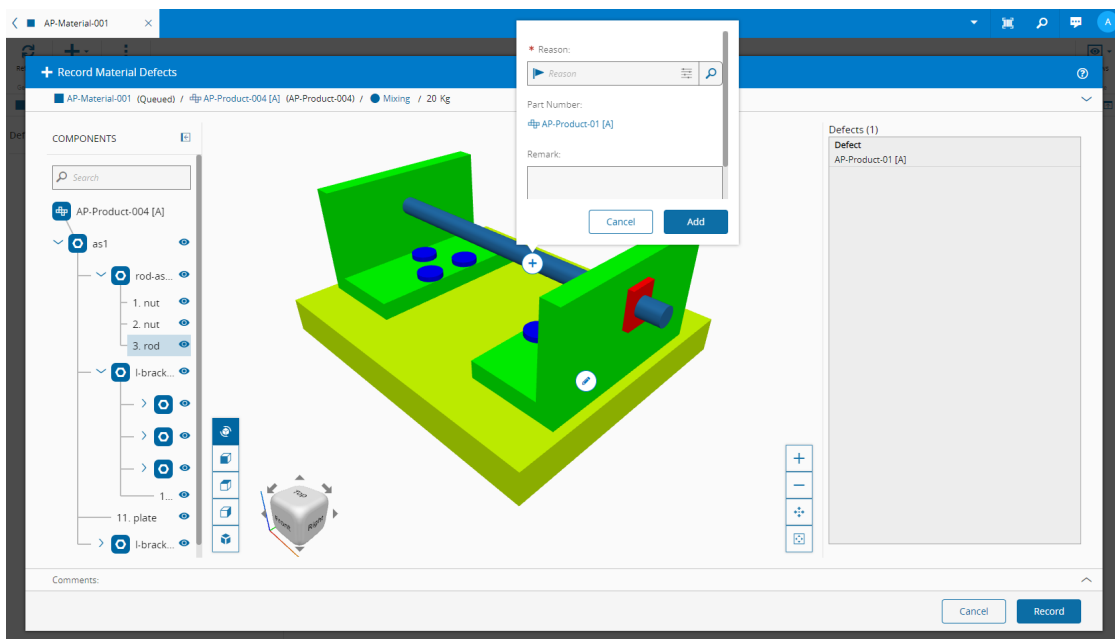 AP-Material-001
A
Record Material Defects
AP-Material-001 (Queued) / AP-Product-004 [A] (AP-Product-004) / Mixing / 20 Kg
* Reason:
Reason
Part Number:
AP-Product-01 [A]
Remark:
Cancel
Add
COMPONENTS
Search
AP-Product-004 [A]
as1
rod-as...
1. nut
2. nut
3. rod
l-brack...
1...
11. plate
l-brack...
Top
Front
Right
Defects (1)
Defect
AP-Product-01 [A]
Comments:
Cancel
Record